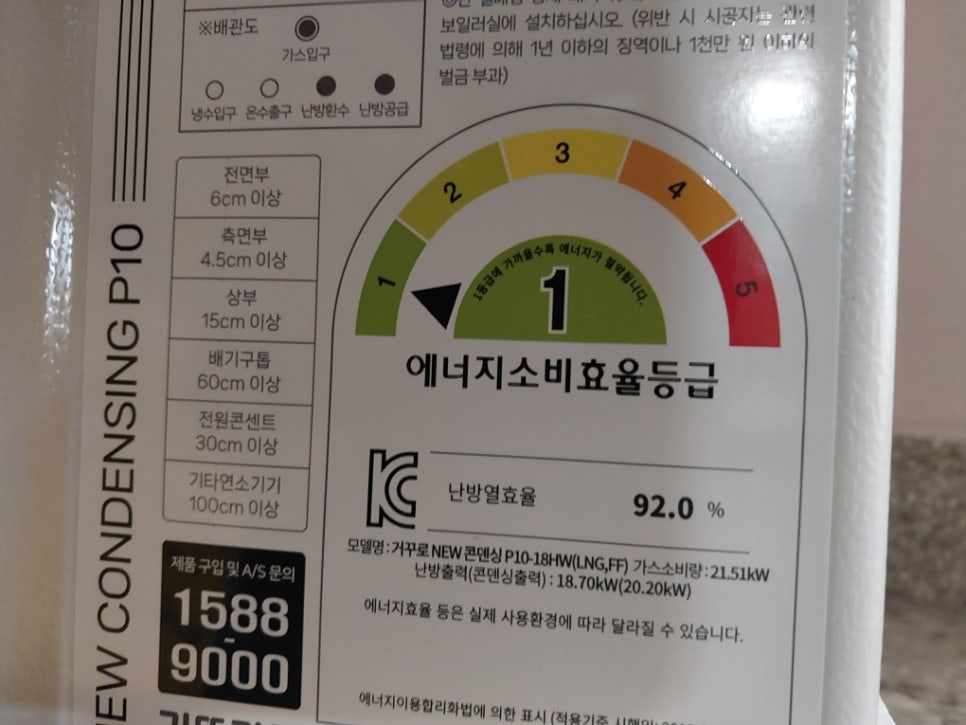 NEW CONDENSING P10
※배관도
가스입구
냉수입구 온수출구 난방환수 난방공급
보일러실에 설치하십시오. (위반 시 시공자는 관련
법령에 의해 1년 이하의 징역이나 1천만 원 이하의
벌금 부과)
전면부
6cm 이상
측면부
4.5cm 이상
상부
15cm 이상
배기구톱
60cm 이상
전원콘센트
30cm 이상
기타연소기기
100cm 이상
제품 구입 및 A/S 문의
1588
-
9000
1 2 3 4 5
1등급에 가까울수록 에너지가 절약됩니다.
1
에너지소비효율등급
난방열효율 92.0 %
모델명 : 거꾸로 NEW 콘덴싱 P10-18HW(LNG,FF) 가스소비량 : 21.51kW
난방출력(콘덴싱출력) : 18.70kW(20.20kW)
에너지효율 등은 실제 사용환경에 따라 달라질 수 있습니다.
에너지이용합리화법에 의한 표시 (적용기준 시행일: